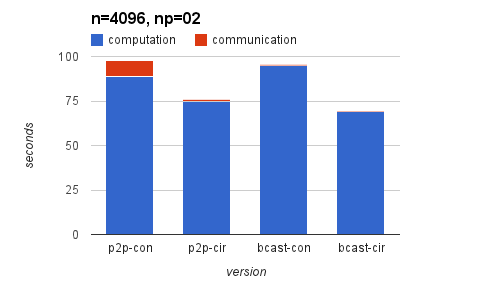 n=4096, np=02
computation communication
100
75
50
25
0
seconds
p2p-con p2p-cir bcast-con bcast-cir
version